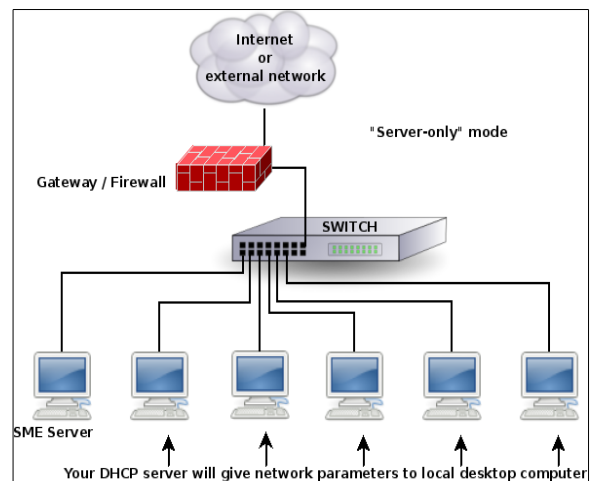 Internet
or
external network
"Server-only" mode
Gateway / Firewall
SWITCH
SME Server
Your DHCP server will give network parameters to local desktop computer